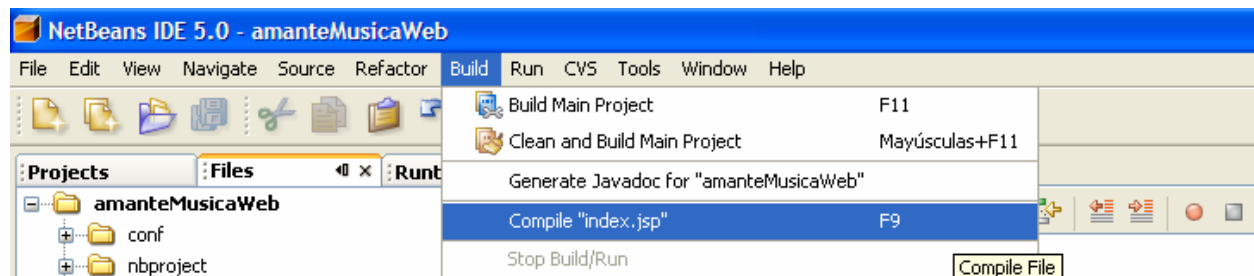 NetBeans IDE 5.0 - amanteMusicaWeb
File Edit View Navigate Source Refactor Build Run CVS Tools Window Help
Build Main Project F11
Clean and Build Main Project Mayúsculas+F11
Projects Files Runt
Generate Javadoc for "amanteMusicaWeb"
amanteMusicaWeb
Compile "index.jsp" F9
conf
Stop Build/Run
nbproject
Compile File